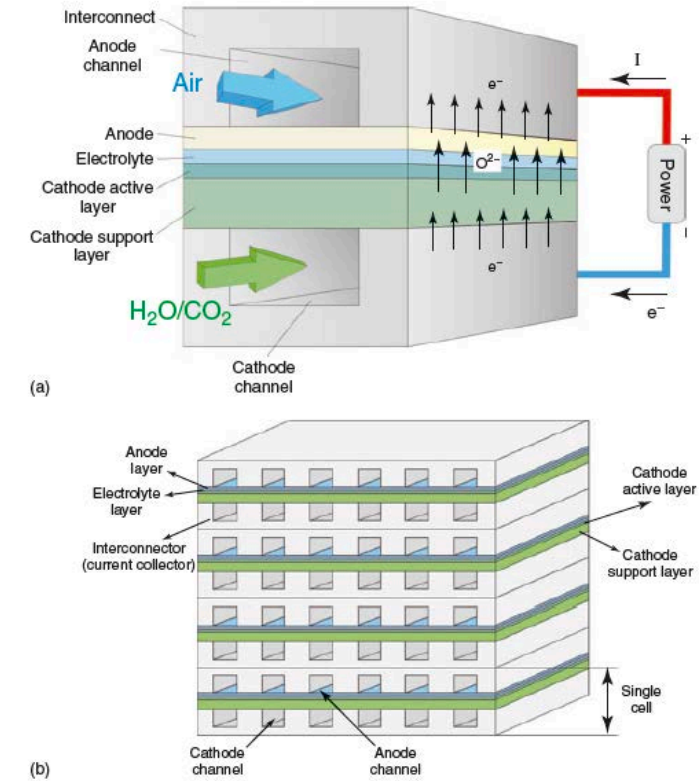 Interconnect
Anode
channel
Air
Anode
Electrolyte
Cathode active
layer
Cathode support
layer
H₂O/CO₂
Cathode
channel
e⁻
O²⁻
e⁻
I
+
Power
−
e⁻
(a)
Anode
layer
Electrolyte
layer
Interconnector
(current collector)
Cathode
active layer
Cathode
support layer
Single
cell
Cathode
channel
Anode
channel
(b)